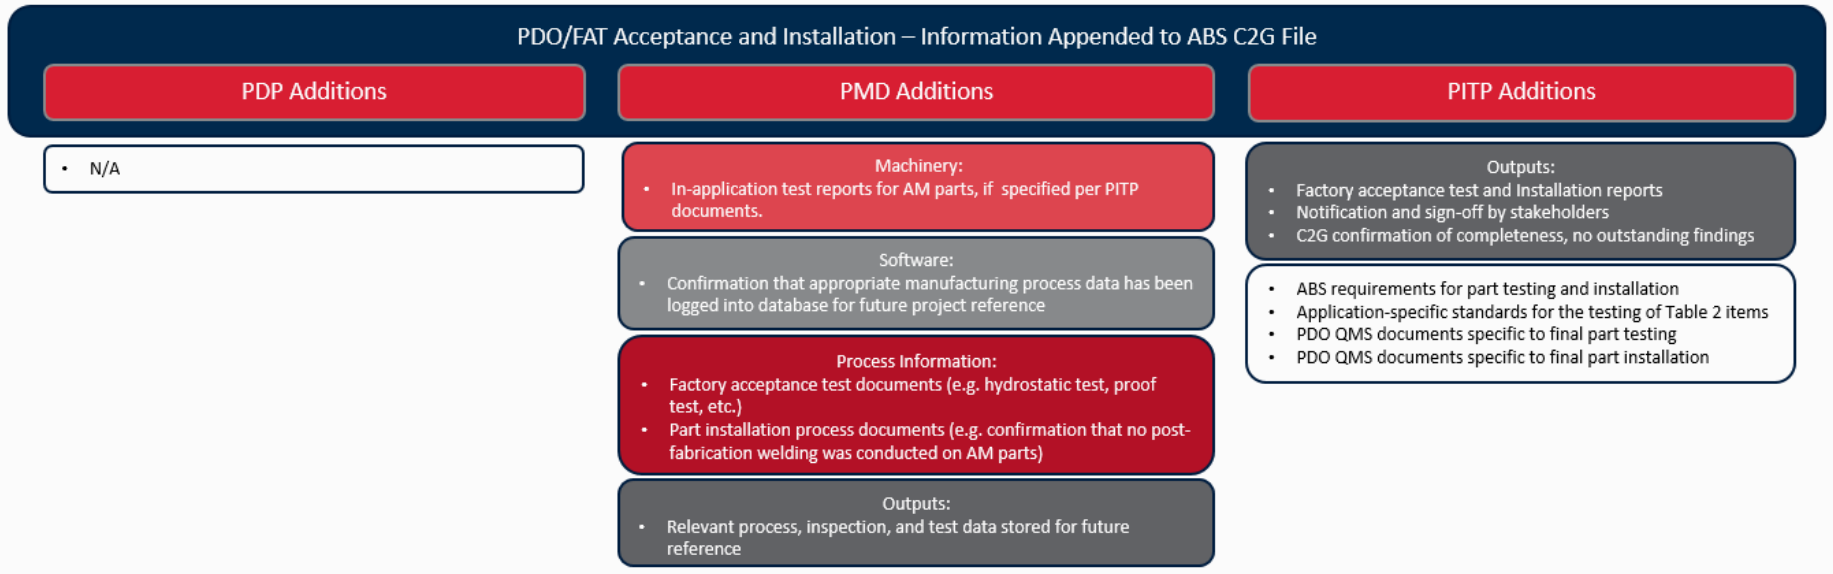 PDO/FAT Acceptance and Installation – Information Appended to ABS C2G File
PDP Additions
• N/A
PMD Additions
Machinery:
• In-application test reports for AM parts, if specified per PITP
documents.
Software:
• Confirmation that appropriate manufacturing process data has been
logged into database for future project reference
Process Information:
• Factory acceptance test documents (e.g. hydrostatic test, proof
test, etc.)
• Part installation process documents (e.g. confirmation that no post-
fabrication welding was conducted on AM parts)
Outputs:
• Relevant process, inspection, and test data stored for future
reference
PITP Additions
Outputs:
• Factory acceptance test and Installation reports
• Notification and sign-off by stakeholders
• C2G confirmation of completeness, no outstanding findings
• ABS requirements for part testing and installation
• Application-specific standards for the testing of Table 2 items
• PDO QMS documents specific to final part testing
• PDO QMS documents specific to final part installation